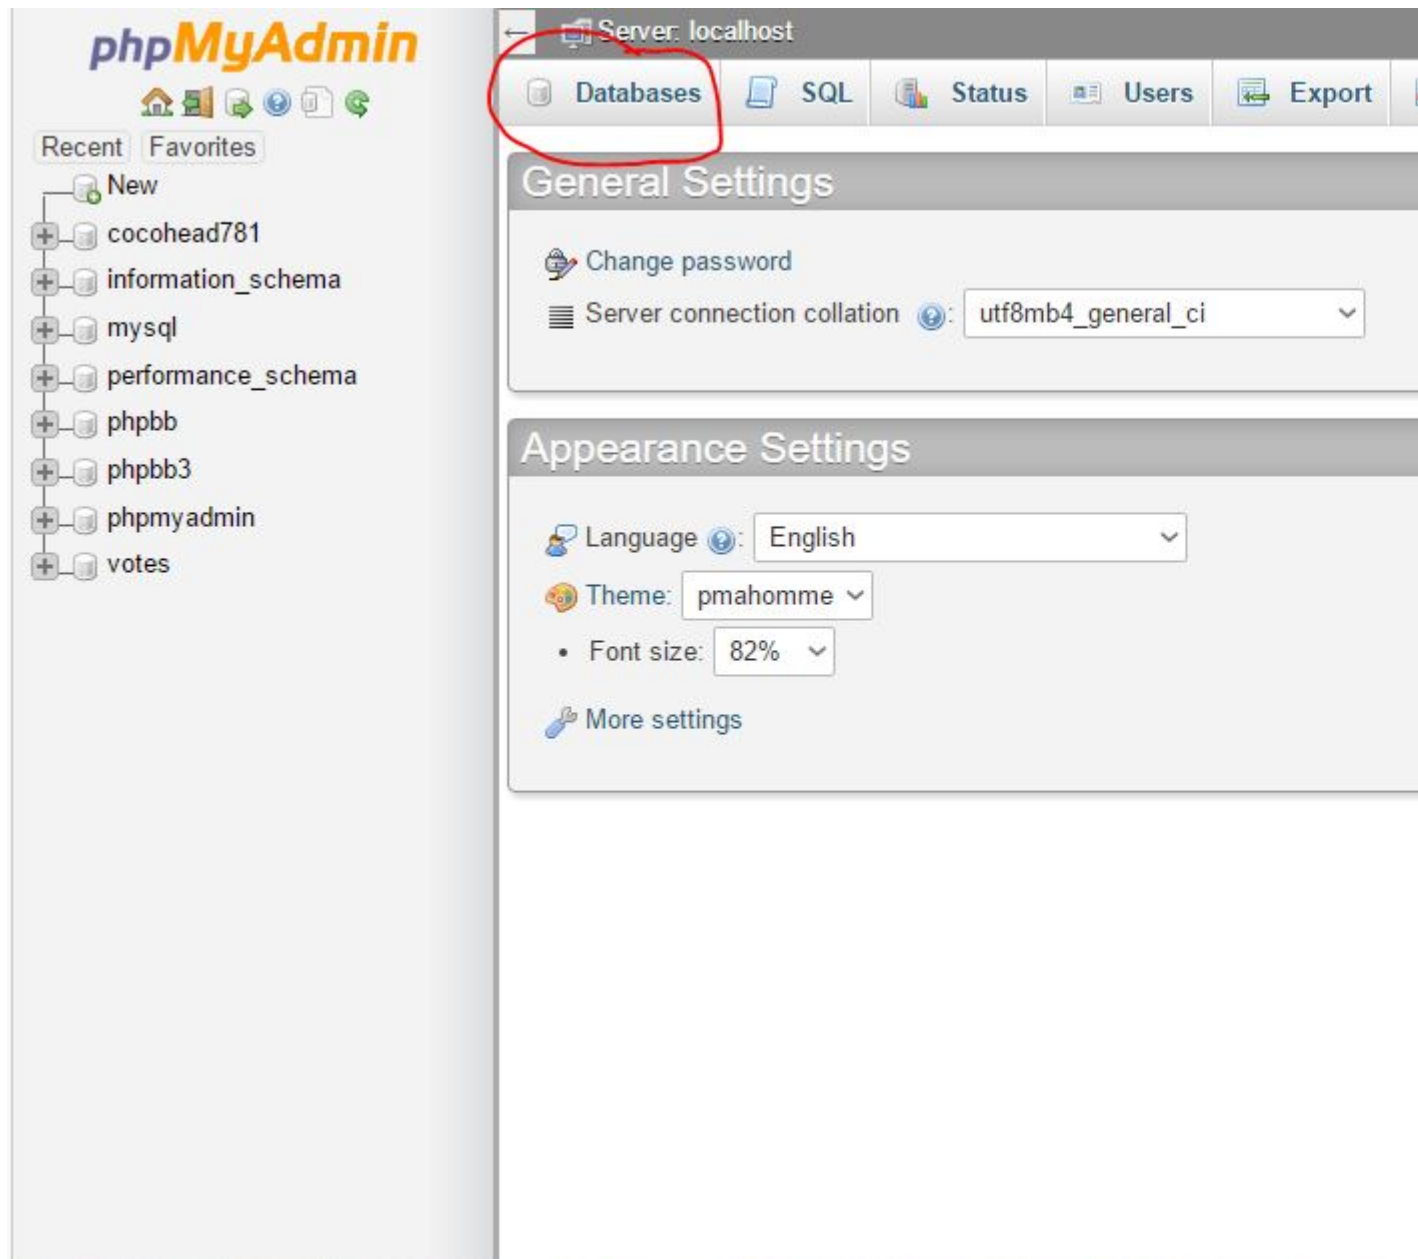 phpMyAdmin
Recent Favorites
New
cocohead781
information_schema
mysql
performance_schema
phpbb
phpbb3
phpmyadmin
votes
Server: localhost
Databases SQL Status Users Export
General Settings
Change password
Server connection collation : utf8mb4_general_ci
Appearance Settings
Language : English
Theme: pmahomme
• Font size: 82%
More settings